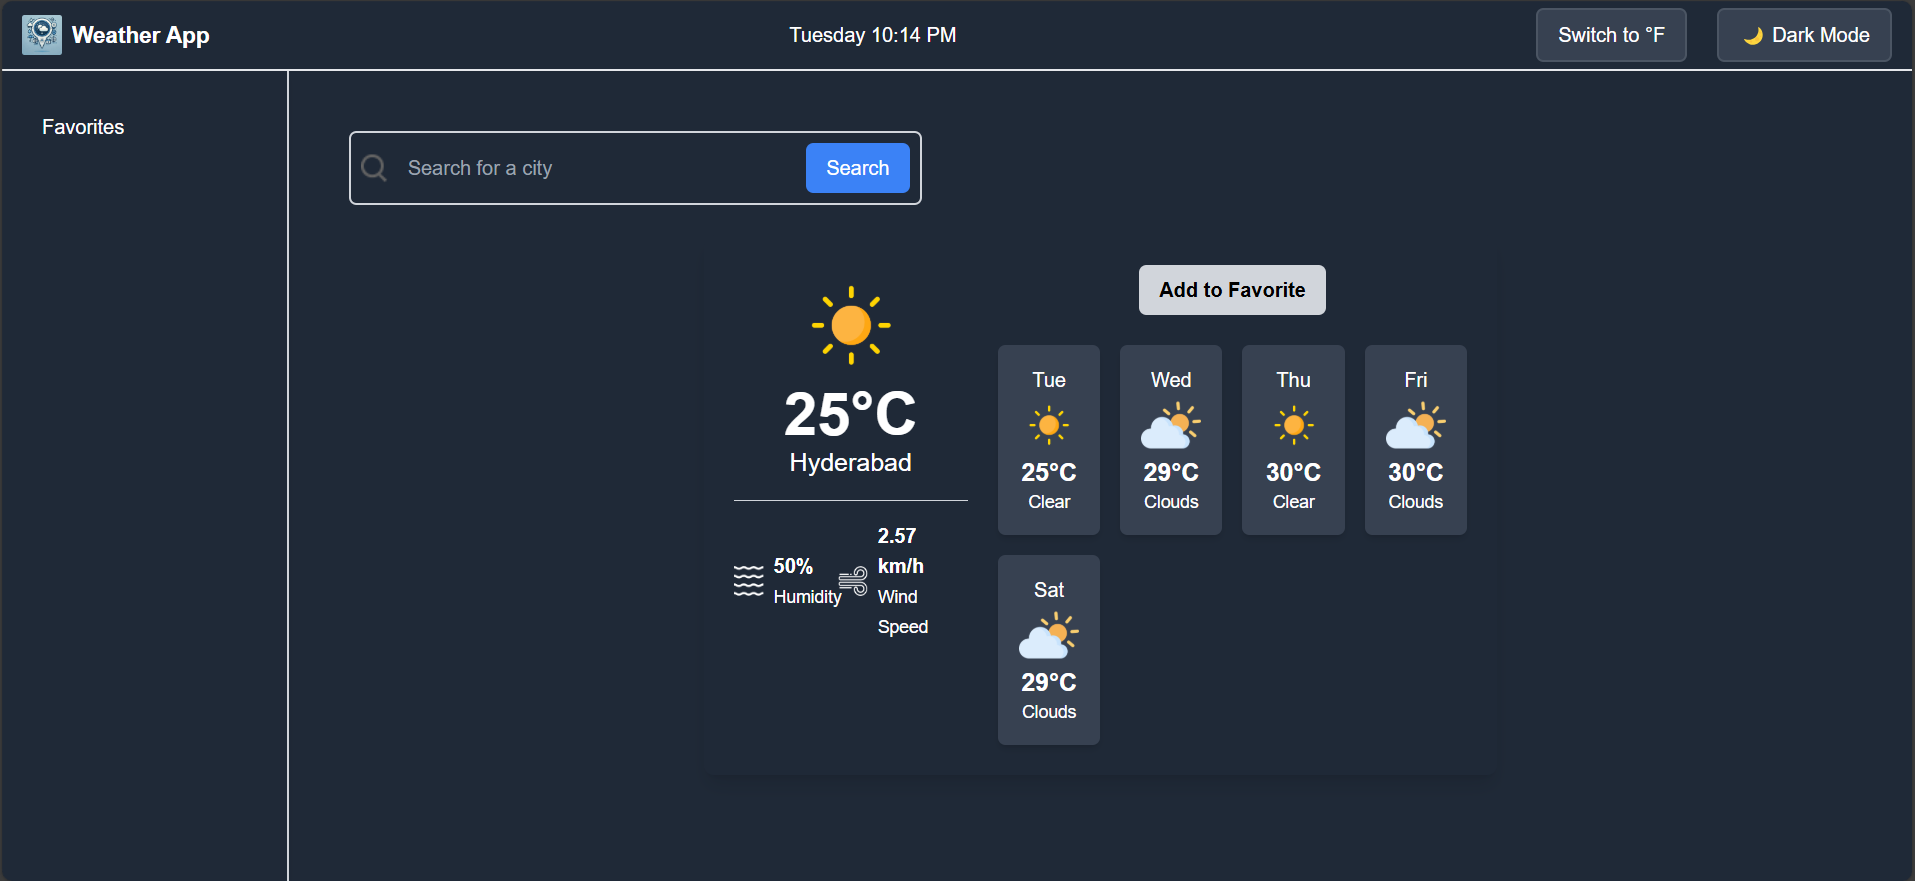 Weather App
Tuesday 10:14 PM
Switch to °F
🌙 Dark Mode
Favorites
Search for a city
Search
25°C
Hyderabad
50%
Humidity
2.57
km/h
Wind
Speed
Add to Favorite
Tue
25°C
Clear
Wed
29°C
Clouds
Thu
30°C
Clear
Fri
30°C
Clouds
Sat
29°C
Clouds